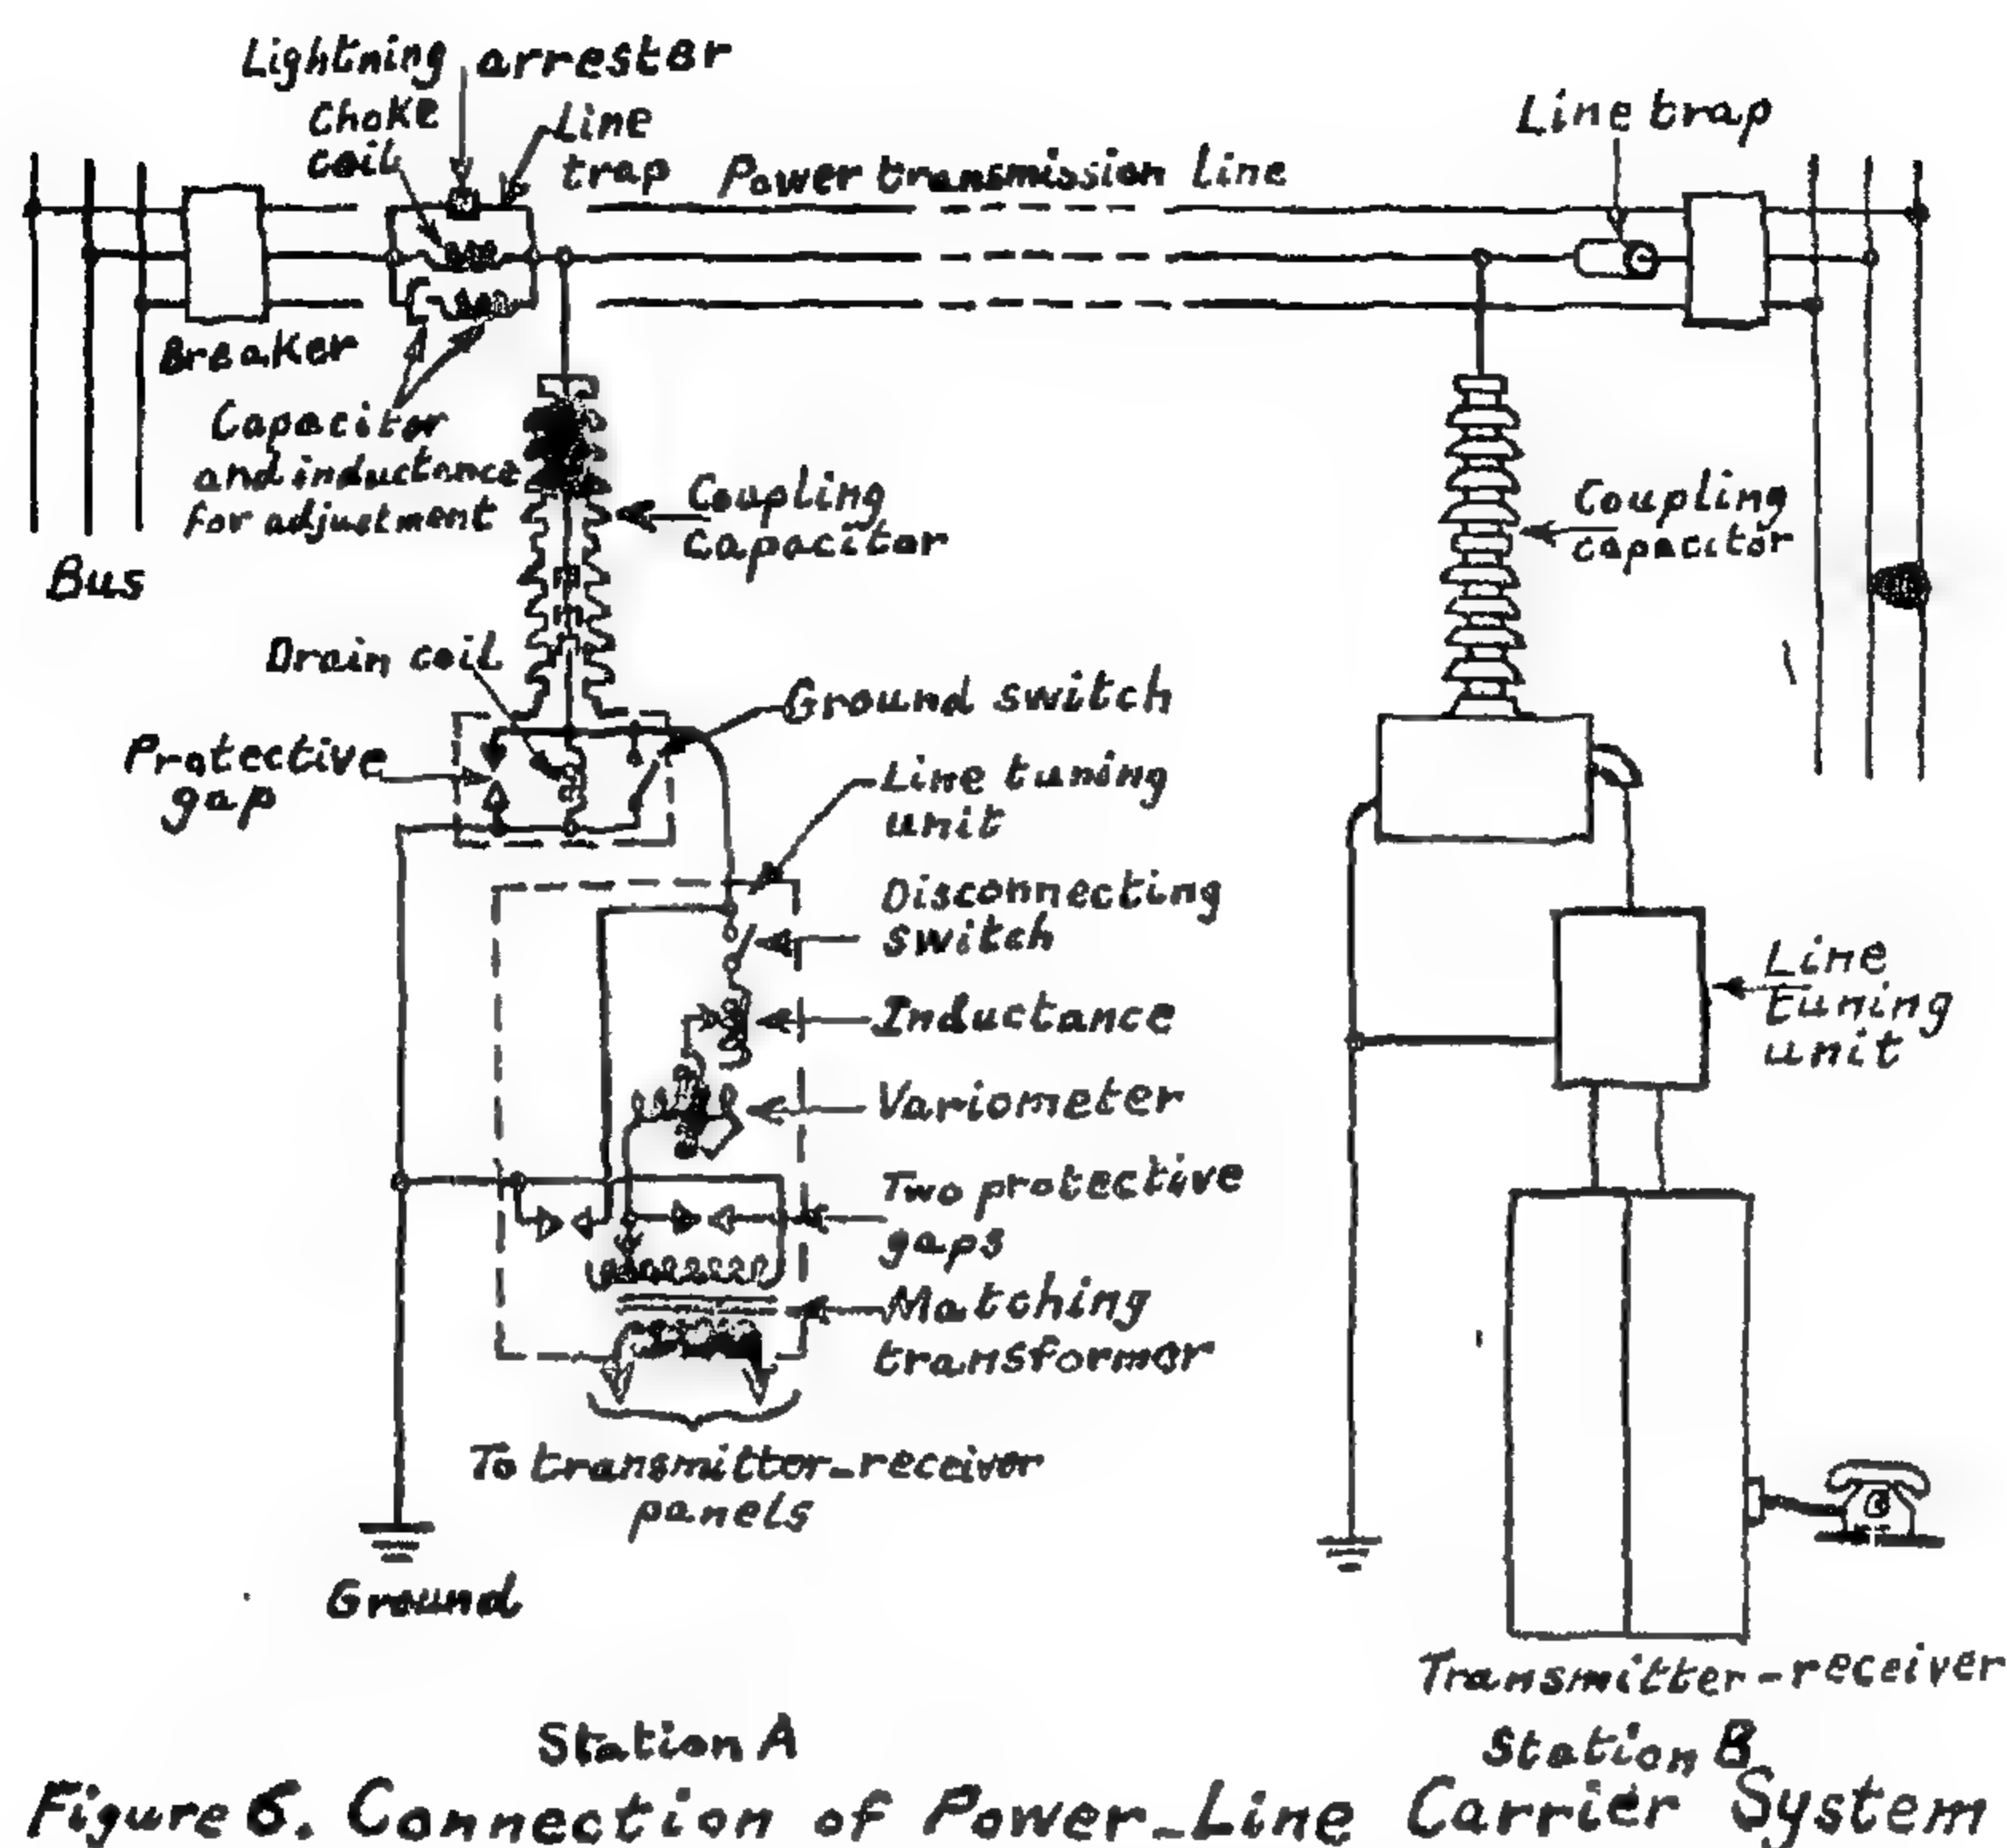 Lightning arrester
Choke
coil
Line
trap
Power transmission Line
Line trap
Breaker
Capacitor
and inductance
for adjustment
Bus
Coupling
Capacitor
Coupling
capacitor
Drain coil
Ground switch
Protective
gap
Line tuning
unit
Disconnecting
switch
Inductance
Variometer
Two protective
gaps
Matching
transformer
To transmitter-receiver
panels
Ground
Line
tuning
unit
Transmitter-receiver
Station A
Station B
Figure 6. Connection of Power-Line Carrier System